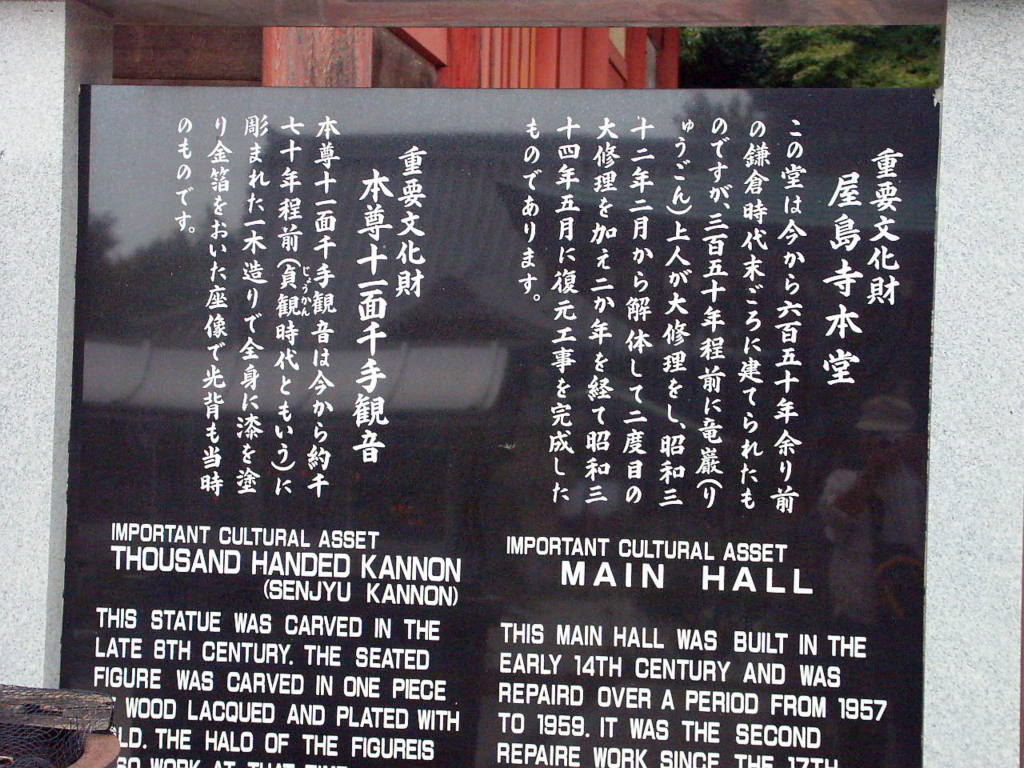 重要文化財
屋島寺本堂
この堂は今から六百五十年余り前
の鎌倉時代末ごろに建てられたも
のですが、三百五十年程前に竜巌(り
ゅうごん)上人が大修理をし、昭和三
十二年二月から解体して二度目の
大修理を加え二か年を経て昭和三
十四年五月に復元工事を完成した
ものであります。
重要文化財
本尊十一面千手観音
本尊十一面千手観音は今から約千
七十年程前(貞観時代ともいう)に
じょうかん
彫まれた一木造りで全身に漆を塗
り金箔をおいた座像で光背も当時
のものです。
IMPORTANT CULTURAL ASSET
THOUSAND HANDED KANNON
(SENJYU KANNON)
THIS STATUE WAS CARVED IN THE
LATE 8TH CENTURY. THE SEATED
FIGURE WAS CARVED IN ONE PIECE
WOOD LACQUED AND PLATED WITH
LD. THE HALO OF THE FIGUREIS
SO WORK AT THAT TIME
IMPORTANT CULTURAL ASSET
MAIN HALL
THIS MAIN HALL WAS BUILT IN THE
EARLY 14TH CENTURY AND WAS
REPAIRD OVER A PERIOD FROM 1957
TO 1959. IT WAS THE SECOND
REPAIRE WORK SINCE THE 17TH